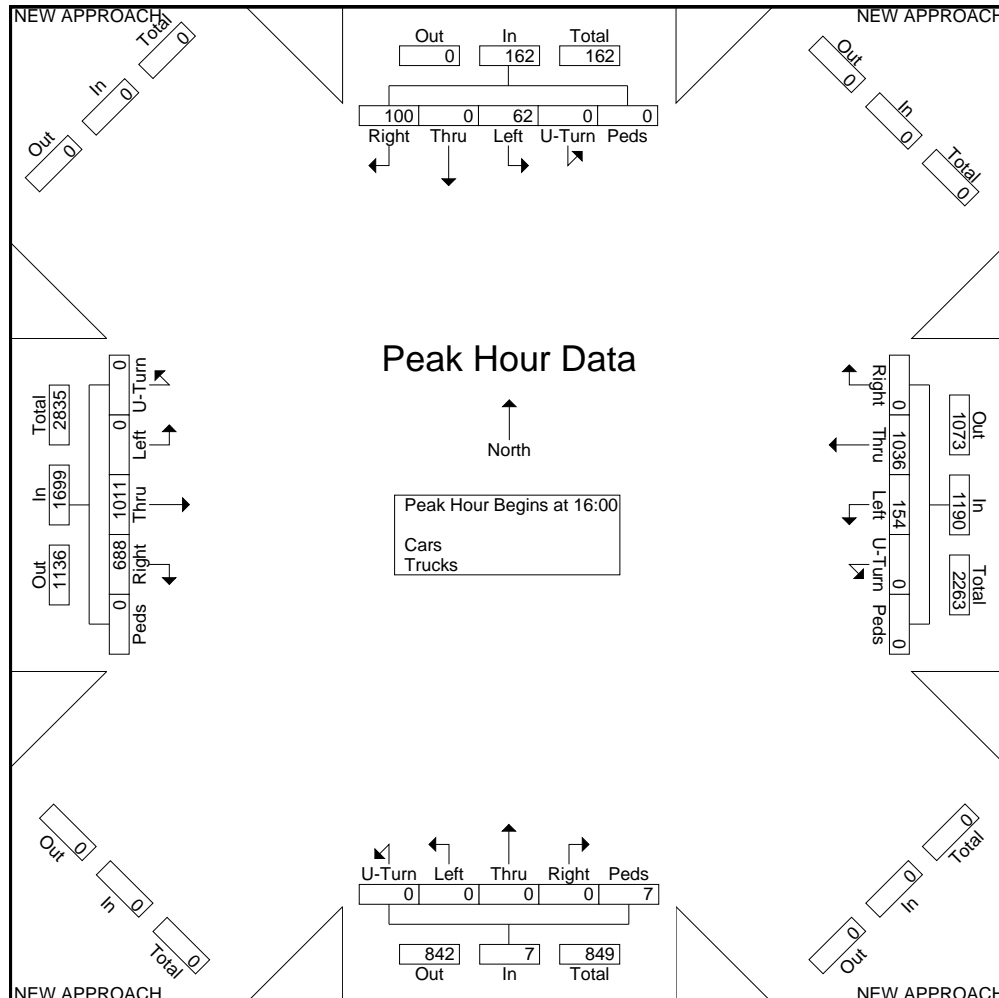 NEW APPROACH
Total
0
In
0
Out
0
Out In Total
0 162 162
100 0 62 0 0
Right Thru Left U-Turn Peds
NEW APPROACH
Out
0
In
0
Total
0
Peak Hour Data
North
Peak Hour Begins at 16:00
Cars
Trucks
Total
2835
In
1699
Out
1136
0 U-Turn
0 Left
1011 Thru
688 Right
0 Peds
Right 0
Thru 1036
Left 154
U-Turn 0
Peds 0
Out
1073
In
1190
Total
2263
Out
0
In
0
Total
0
NEW APPROACH
U-Turn Left Thru Right Peds
0 0 0 0 7
842 7 849
Out In Total
Total
0
In
0
Out
0
NEW APPROACH